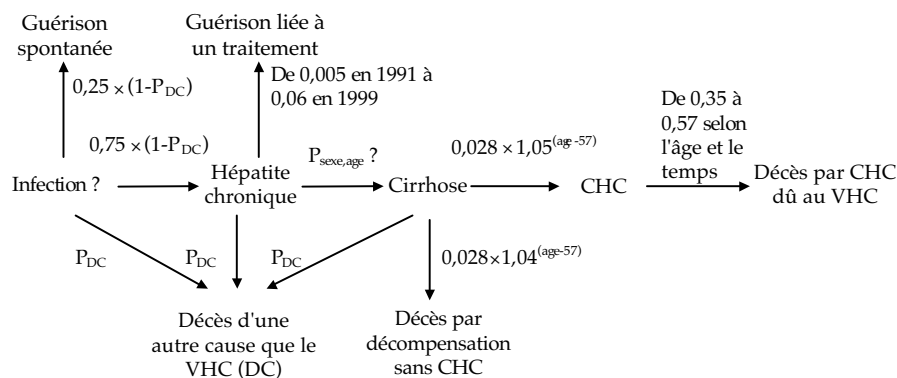 Guérison
spontanée
Guérison liée à
un traitement
0,25 × (1-P_DC)
De 0,005 en 1991 à
0,06 en 1999
De 0,35 à
0,57 selon
l'âge et le
temps
0,75 × (1-P_DC)
P_sexe,age ?
0,028 × 1,05^(age -57)
Infection ?
Hépatite
chronique
Cirrhose
CHC
Décès par CHC
dû au VHC
P_DC
P_DC
P_DC
0,028×1,04^(age-57)
Décès d'une
autre cause que le
VHC (DC)
Décès par
décompensation
sans CHC